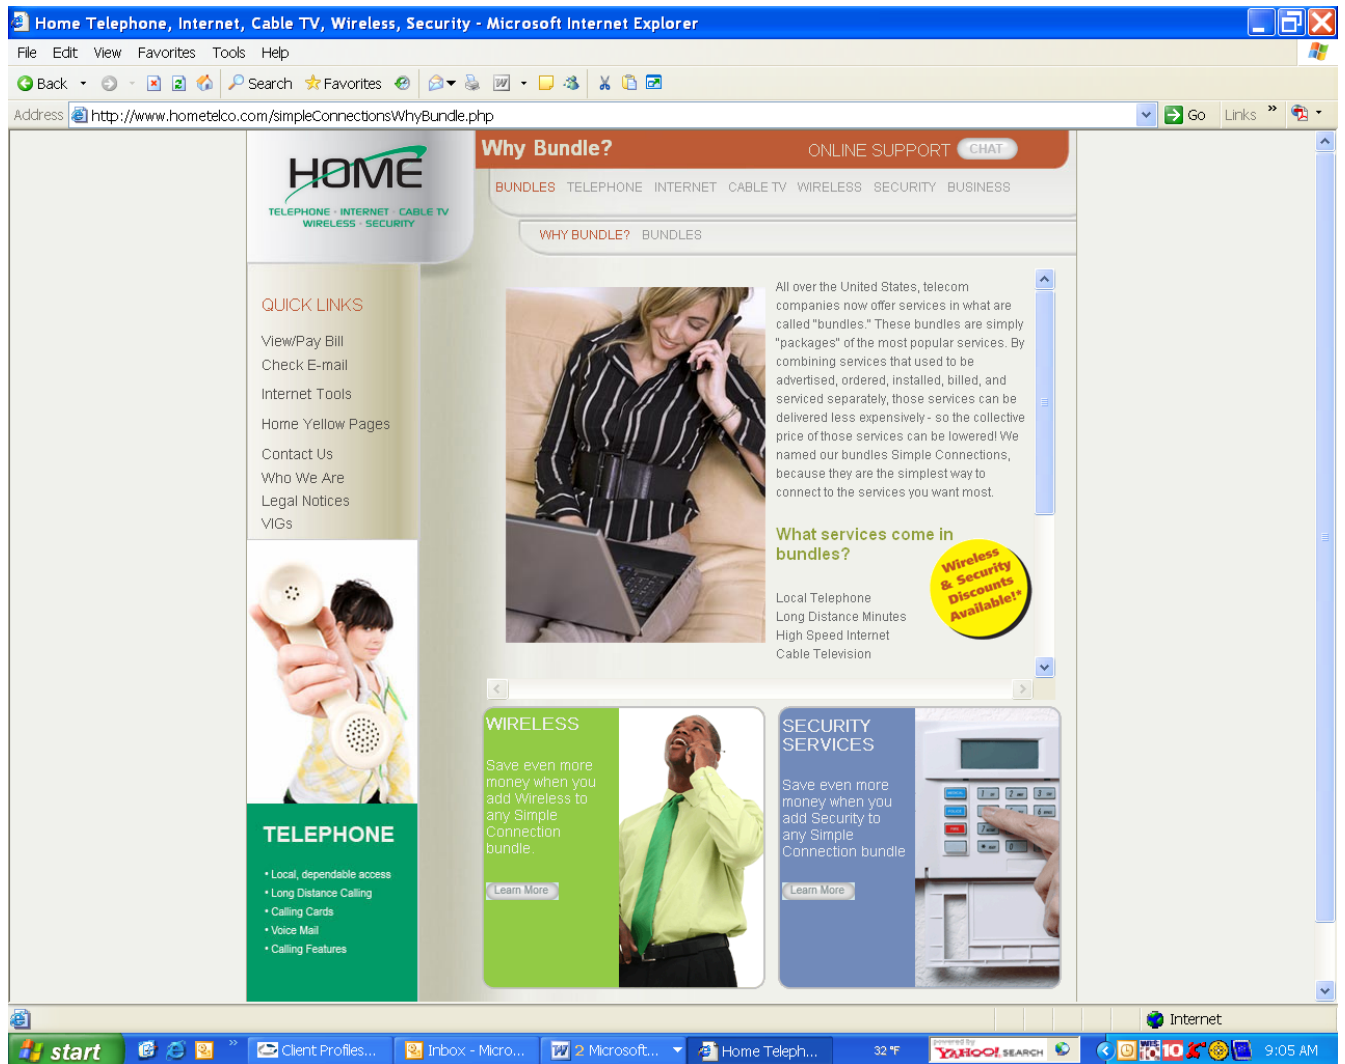 Home Telephone, Internet, Cable TV, Wireless, Security - Microsoft Internet Explorer
File Edit View Favorites Tools Help
Back Search Favorites
Address http://www.hometelco.com/simpleConnectionsWhyBundle.php Go Links »
HOME
TELEPHONE · INTERNET · CABLE TV
WIRELESS · SECURITY
Why Bundle? ONLINE SUPPORT CHAT
BUNDLES TELEPHONE INTERNET CABLE TV WIRELESS SECURITY BUSINESS
WHY BUNDLE? BUNDLES
QUICK LINKS
View/Pay Bill
Check E-mail
Internet Tools
Home Yellow Pages
Contact Us
Who We Are
Legal Notices
VIGs
All over the United States, telecom
companies now offer services in what are
called "bundles." These bundles are simply
"packages" of the most popular services. By
combining services that used to be
advertised, ordered, installed, billed, and
serviced separately, those services can be
delivered less expensively - so the collective
price of those services can be lowered! We
named our bundles Simple Connections,
because they are the simplest way to
connect to the services you want most.
What services come in
bundles?
Wireless
& Security
Discounts
Available!*
Local Telephone
Long Distance Minutes
High Speed Internet
Cable Television
TELEPHONE
• Local, dependable access
• Long Distance Calling
• Calling Cards
• Voice Mail
• Calling Features
WIRELESS
Save even more
money when you
add Wireless to
any Simple
Connection
bundle.
Learn More
SECURITY
SERVICES
Save even more
money when you
add Security to
any Simple
Connection bundle
Learn More
Internet
start » Client Profiles... Inbox - Micro... 2 Microsoft... Home Teleph... 32°F powered by YAHOO! SEARCH 10 9:05 AM